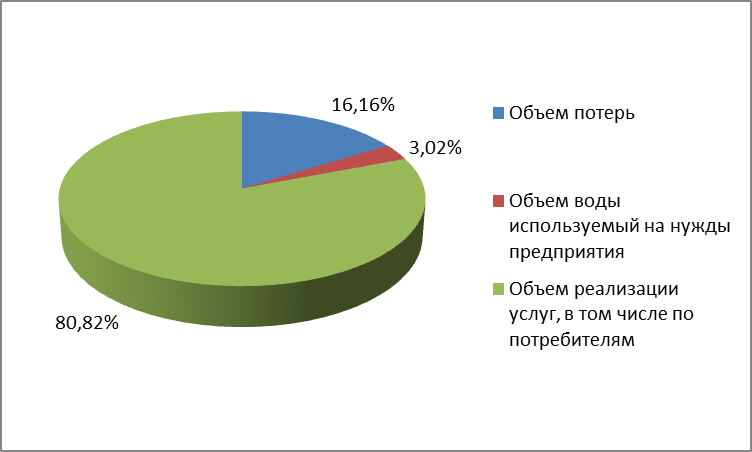 16,16%
3,02%
80,82%
Объем потерь
Объем воды
используемый на нужды
предприятия
Объем реализации
услуг, в том числе по
потребителям